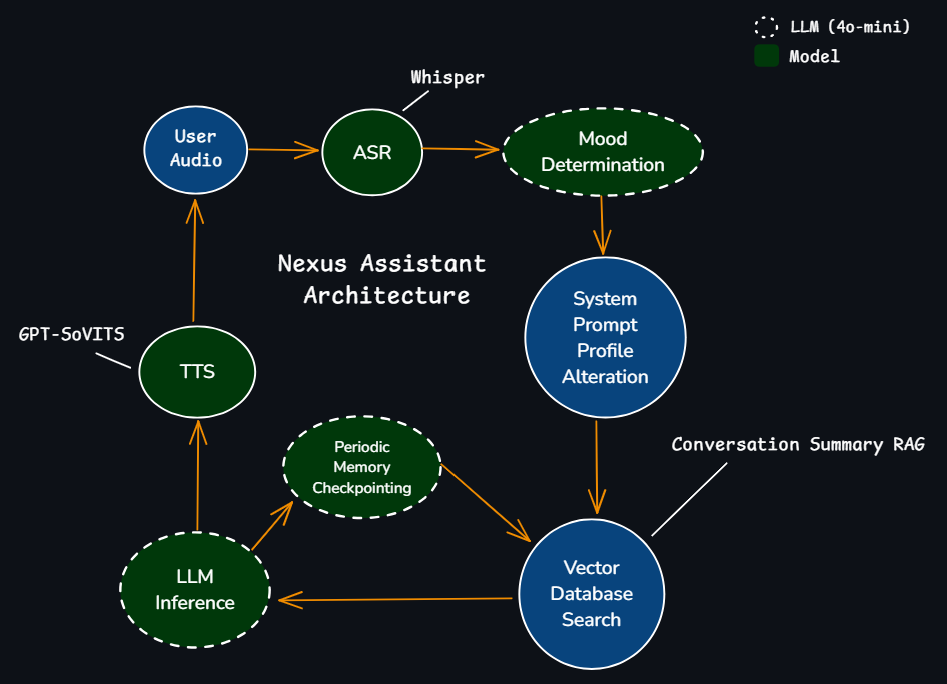 LLM (4o-mini)
Model
Whisper
User
Audio
ASR
Mood
Determination
Nexus Assistant
Architecture
System
Prompt
Profile
Alteration
GPT-SoVITS
TTS
Periodic
Memory
Checkpointing
Conversation Summary RAG
LLM
Inference
Vector
Database
Search